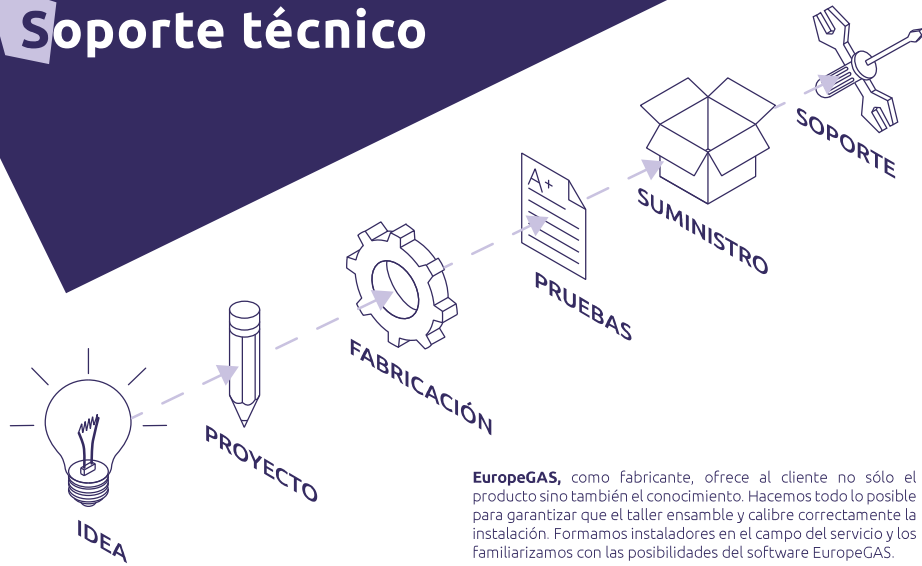 Soporte técnico
SOPORTE
SUMINISTRO
A+
PRUEBAS
FABRICACIÓN
PROYECTO
IDEA
EuropeGAS, como fabricante, ofrece al cliente no sólo el
producto sino también el conocimiento. Hacemos todo lo posible
para garantizar que el taller ensamble y calibre correctamente la
instalación. Formamos instaladores en el campo del servicio y los
familiarizamos con las posibilidades del software EuropeGAS.